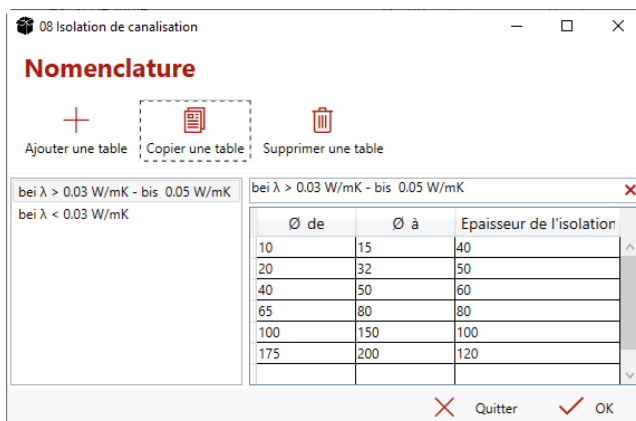 08 Isolation de canalisation
Nomenclature
Ajouter une table Copier une table Supprimer une table
bei λ > 0.03 W/mK - bis 0.05 W/mK
bei λ < 0.03 W/mK
bei λ > 0.03 W/mK - bis 0.05 W/mK
Ø de Ø à Epaisseur de l'isolation
10 15 40
20 32 50
40 50 60
65 80 80
100 150 100
175 200 120
Quitter OK